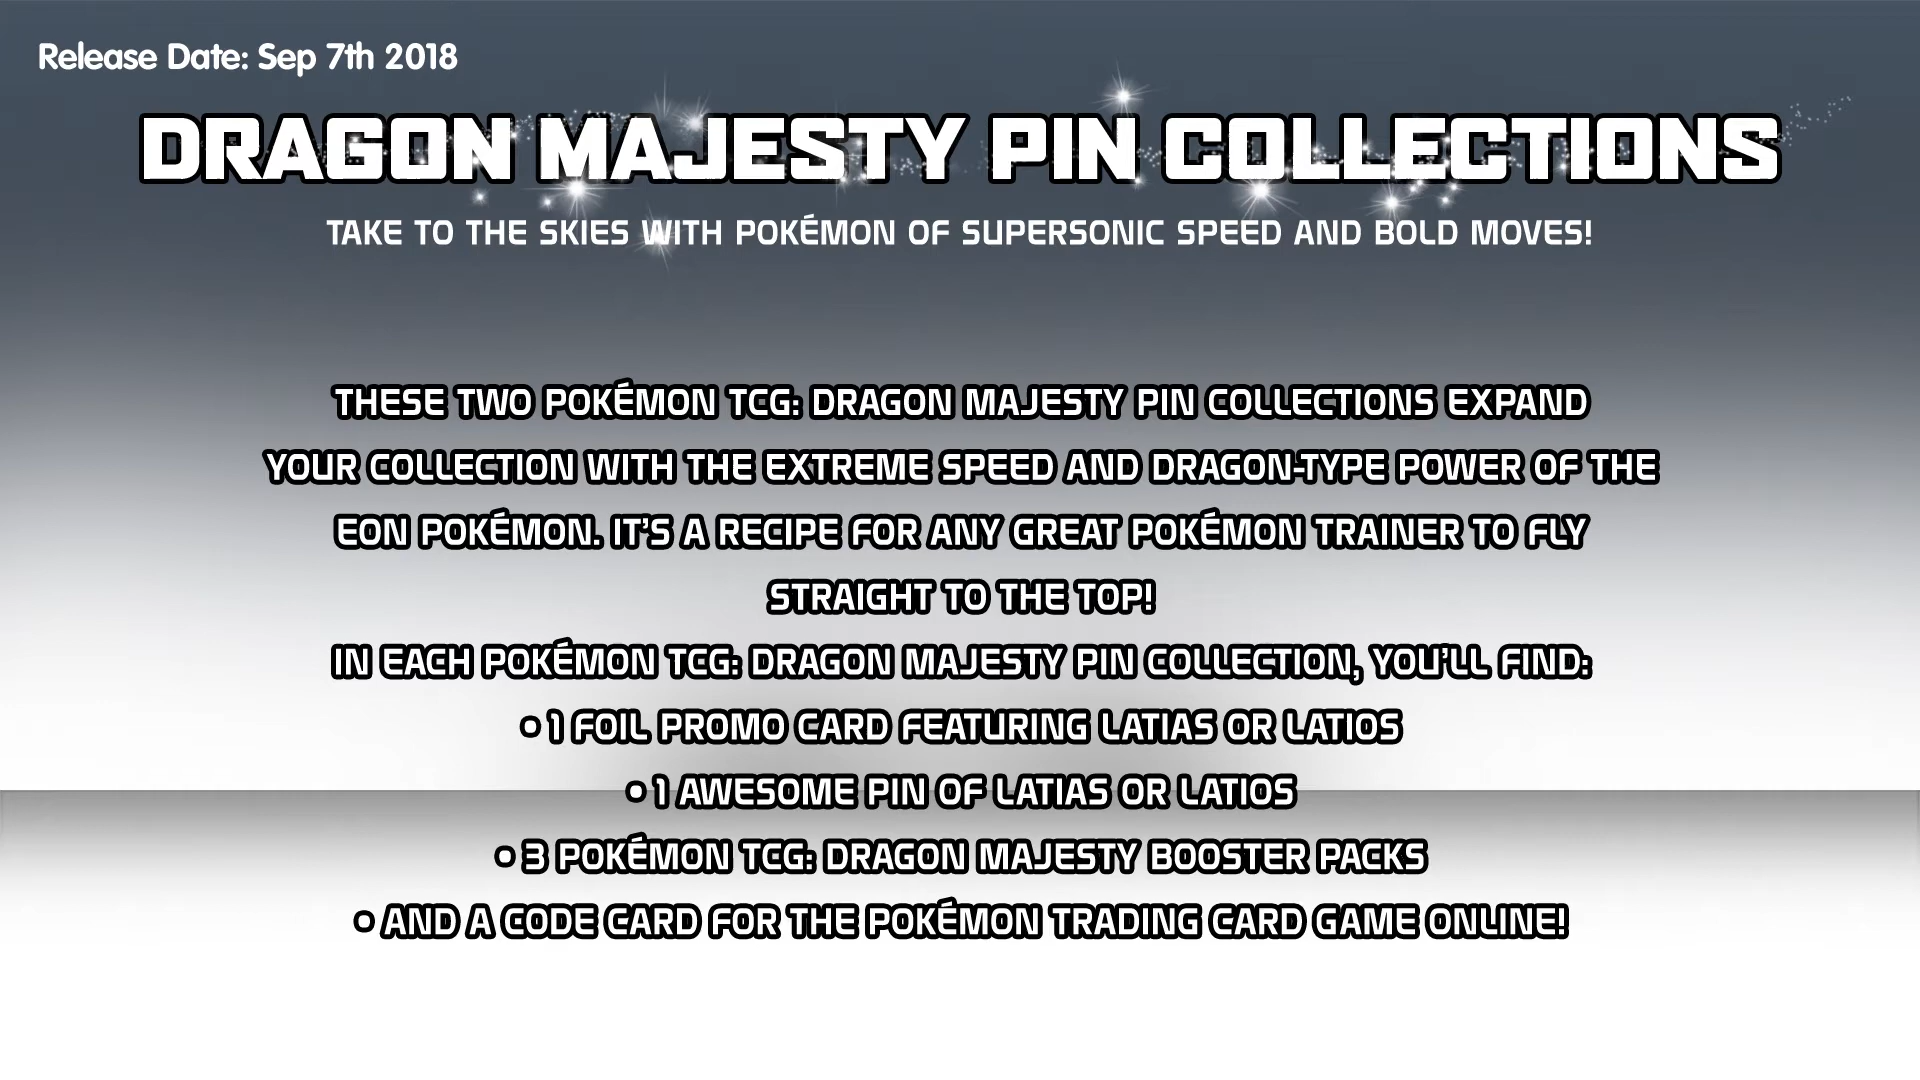 Release Date: Sep 7th 2018
DRAGON MAJESTY PIN COLLECTIONS
TAKE TO THE SKIES WITH POKÉMON OF SUPERSONIC SPEED AND BOLD MOVES!
THESE TWO POKÉMON TCG: DRAGON MAJESTY PIN COLLECTIONS EXPAND
YOUR COLLECTION WITH THE EXTREME SPEED AND DRAGON-TYPE POWER OF THE
EON POKÉMON. IT'S A RECIPE FOR ANY GREAT POKÉMON TRAINER TO FLY
STRAIGHT TO THE TOP!
IN EACH POKÉMON TCG: DRAGON MAJESTY PIN COLLECTION, YOU'LL FIND:
• 1 FOIL PROMO CARD FEATURING LATIAS OR LATIOS
• 1 AWESOME PIN OF LATIAS OR LATIOS
• 3 POKÉMON TCG: DRAGON MAJESTY BOOSTER PACKS
• AND A CODE CARD FOR THE POKÉMON TRADING CARD GAME ONLINE!